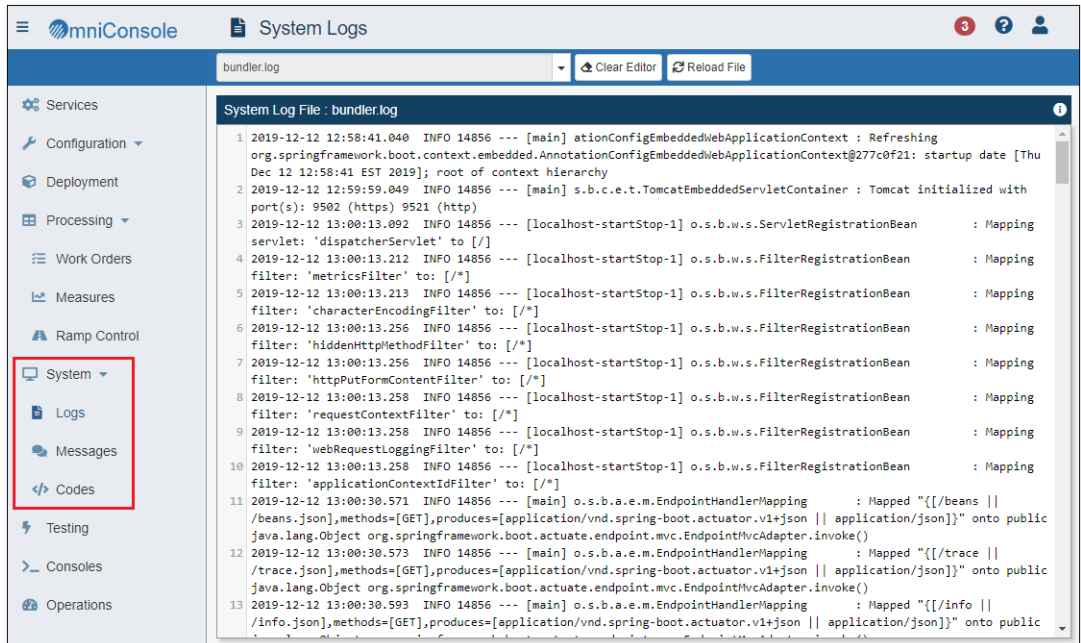 OmniConsole
System Logs
3
bundler.log
Clear Editor
Reload File
Services
Configuration
Deployment
Processing
Work Orders
Measures
Ramp Control
System
Logs
Messages
Codes
Testing
Consoles
Operations
System Log File : bundler.log
1 2019-12-12 12:58:41.040 INFO 14856 --- [main] ationConfigEmbeddedWebApplicationContext : Refreshing
org.springframework.boot.context.embedded.AnnotationConfigEmbeddedWebApplicationContext@277c0f21: startup date [Thu
Dec 12 12:58:41 EST 2019]; root of context hierarchy
2 2019-12-12 12:59:59.049 INFO 14856 --- [main] s.b.c.e.t.TomcatEmbeddedServletContainer : Tomcat initialized with
port(s): 9502 (https) 9521 (http)
3 2019-12-12 13:00:13.092 INFO 14856 --- [localhost-startStop-1] o.s.b.w.s.ServletRegistrationBean : Mapping
servlet: 'dispatcherServlet' to [/]
4 2019-12-12 13:00:13.212 INFO 14856 --- [localhost-startStop-1] o.s.b.w.s.FilterRegistrationBean : Mapping
filter: 'metricsFilter' to: [/*]
5 2019-12-12 13:00:13.213 INFO 14856 --- [localhost-startStop-1] o.s.b.w.s.FilterRegistrationBean : Mapping
filter: 'characterEncodingFilter' to: [/*]
6 2019-12-12 13:00:13.256 INFO 14856 --- [localhost-startStop-1] o.s.b.w.s.FilterRegistrationBean : Mapping
filter: 'hiddenHttpMethodFilter' to: [/*]
7 2019-12-12 13:00:13.256 INFO 14856 --- [localhost-startStop-1] o.s.b.w.s.FilterRegistrationBean : Mapping
filter: 'httpPutFormContentFilter' to: [/*]
8 2019-12-12 13:00:13.258 INFO 14856 --- [localhost-startStop-1] o.s.b.w.s.FilterRegistrationBean : Mapping
filter: 'requestContextFilter' to: [/*]
9 2019-12-12 13:00:13.258 INFO 14856 --- [localhost-startStop-1] o.s.b.w.s.FilterRegistrationBean : Mapping
filter: 'webRequestLoggingFilter' to: [/*]
10 2019-12-12 13:00:13.258 INFO 14856 --- [localhost-startStop-1] o.s.b.w.s.FilterRegistrationBean : Mapping
filter: 'applicationContextIdFilter' to: [/*]
11 2019-12-12 13:00:30.571 INFO 14856 --- [main] o.s.b.a.e.m.EndpointHandlerMapping : Mapped "{[/beans ||
/beans.json],methods=[GET],produces=[application/vnd.spring-boot.actuator.v1+json || application/json]}" onto public
java.lang.Object org.springframework.boot.actuate.endpoint.mvc.EndpointMvcAdapter.invoke()
12 2019-12-12 13:00:30.573 INFO 14856 --- [main] o.s.b.a.e.m.EndpointHandlerMapping : Mapped "{[/trace ||
/trace.json],methods=[GET],produces=[application/vnd.spring-boot.actuator.v1+json || application/json]}" onto public
java.lang.Object org.springframework.boot.actuate.endpoint.mvc.EndpointMvcAdapter.invoke()
13 2019-12-12 13:00:30.593 INFO 14856 --- [main] o.s.b.a.e.m.EndpointHandlerMapping : Mapped "{[/info ||
/info.json],methods=[GET],produces=[application/vnd.spring-boot.actuator.v1+json || application/json]}" onto public